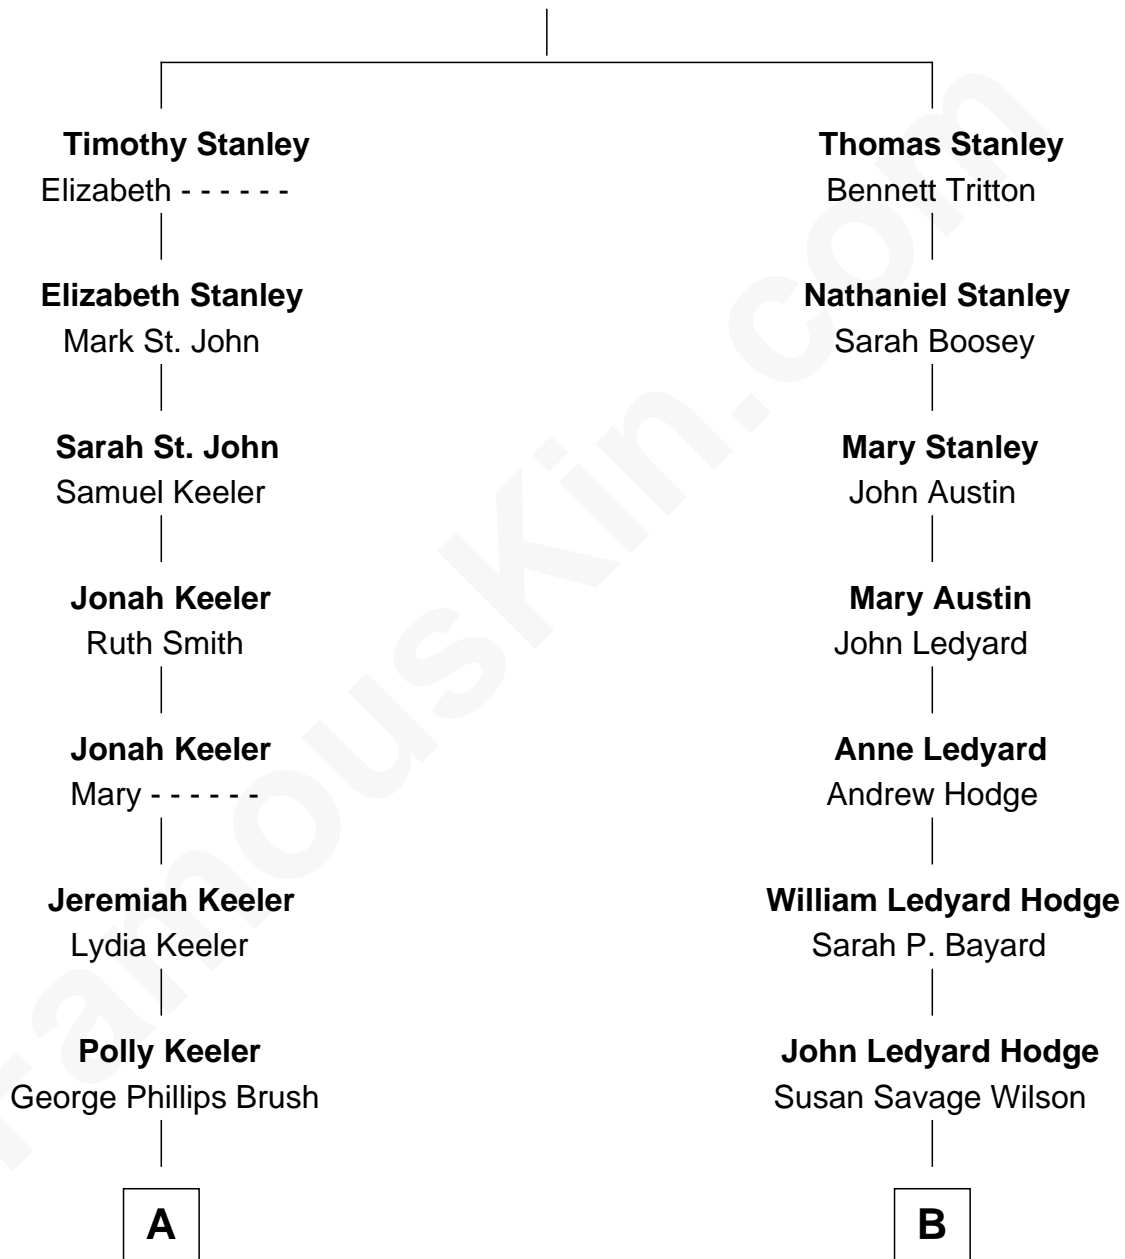 Timothy Stanley
Elizabeth - - - - - -
Thomas Stanley
Bennett Tritton
Elizabeth Stanley
Mark St. John
Nathaniel Stanley
Sarah Boosey
Sarah St. John
Samuel Keeler
Mary Stanley
John Austin
Jonah Keeler
Ruth Smith
Mary Austin
John Ledyard
Jonah Keeler
Mary - - - - - -
Anne Ledyard
Andrew Hodge
Jeremiah Keeler
Lydia Keeler
William Ledyard Hodge
Sarah P. Bayard
Polly Keeler
George Phillips Brush
John Ledyard Hodge
Susan Savage Wilson
A
B
FamousKin.com